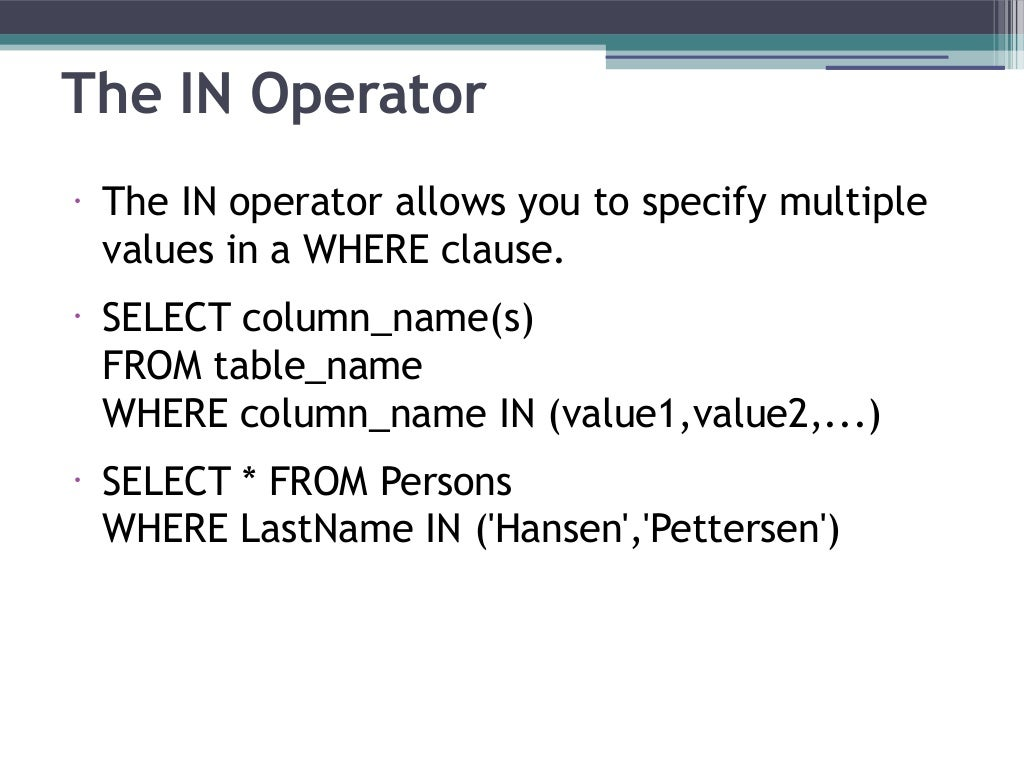 The IN Operator
· The IN operator allows you to specify multiple
values in a WHERE clause.
· SELECT column_name(s)
FROM table_name
WHERE column_name IN (value1,value2,...)
· SELECT * FROM Persons
WHERE LastName IN ('Hansen','Pettersen')